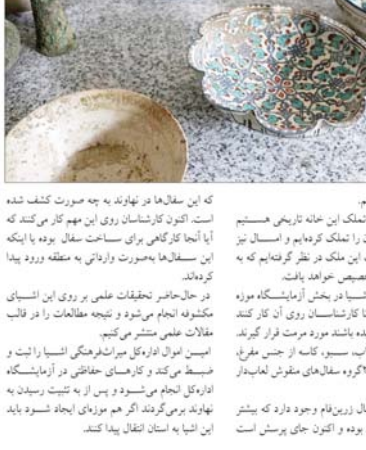 م.
تملک این خانه تاریخی هستیم
ن را تملک کرده‌ایم و امسال نیز
این ملک در نظر گرفته‌ایم که به
خصیص خواهد یافت.
شیا در بخش آزمایشگاه موزه
تا کارشناسان روی آن کار کنند
ده باشند مورد مرمت قرار گیرند.
اب، سبو، کاسه از جنس مفرغ،
۲گروه سفال‌های منقوش لعاب‌دار
ال زرین‌فام وجود دارد که بیشتر
بوده و اکنون جای پرسش است
که این سفال‌ها در نهاوند به چه صورت کشف شده
است. اکنون کارشناسان روی این مهم کار می‌کنند که
آیا آنجا کارگاهی برای ساخت سفال بوده یا اینکه
این سفال‌ها به‌صورت وارداتی به منطقه ورود پیدا
کرده‌اند.
در حال‌حاضر تحقیقات علمی بر روی این اشیای
مکشوفه انجام می‌شود و نتیجه مطالعات را در قالب
مقالات علمی منتشر می‌کنیم.
امین اموال اداره‌کل میراث‌فرهنگی اشیا را ثبت و
ضبط می‌کند و کارهای حفاظتی در آزمایشگاه
اداره‌کل انجام می‌شود و پس از به تثبیت رسیدن به
نهاوند برمی‌گردند اگر هم موزه‌ای ایجاد شود باید
این اشیا به استان انتقال پیدا کنند.